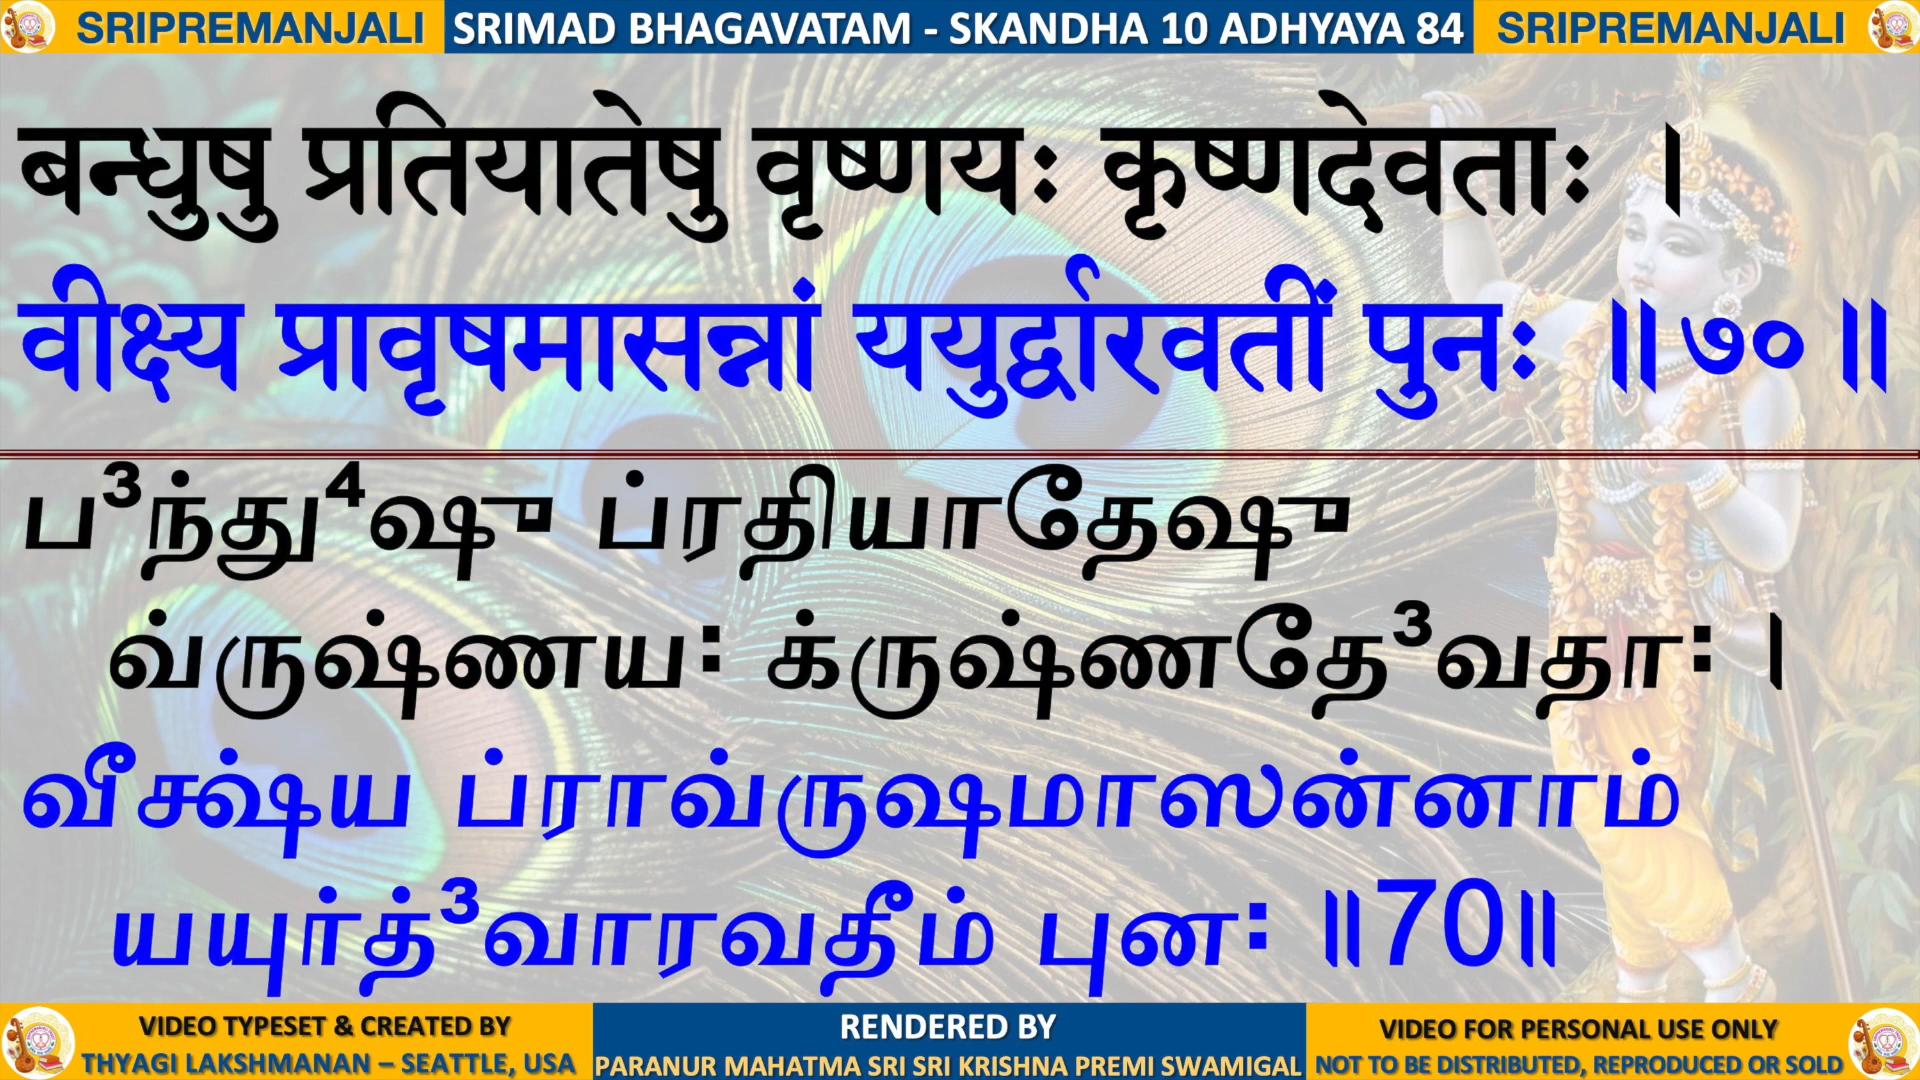 SRIPREMANJALI SRIMAD BHAGAVATAM - SKANDHA 10 ADHYAYA 84 SRIPREMANJALI
बन्धुषु प्रतियातेषु वृष्णयः कृष्णदेवताः ।
वीक्ष्य प्रावृषमासन्नां ययुर्द्वारवतीं पुनः ॥ ७० ॥
ப³ந்து⁴ஷு ப்ரதியாதேஷு
வ்ருஷ்ணய꞉ க்ருஷ்ணதே³வதா꞉ ।
வீக்ஷ்ய ப்ராவ்ருஷமாஸன்னாம்
யயுர்த்³வாரவதீம் புன꞉ ॥70॥
VIDEO TYPESET & CREATED BY
THYAGI LAKSHMANAN – SEATTLE, USA
RENDERED BY
PARANUR MAHATMA SRI SRI KRISHNA PREMI SWAMIGAL
VIDEO FOR PERSONAL USE ONLY
NOT TO BE DISTRIBUTED, REPRODUCED OR SOLD